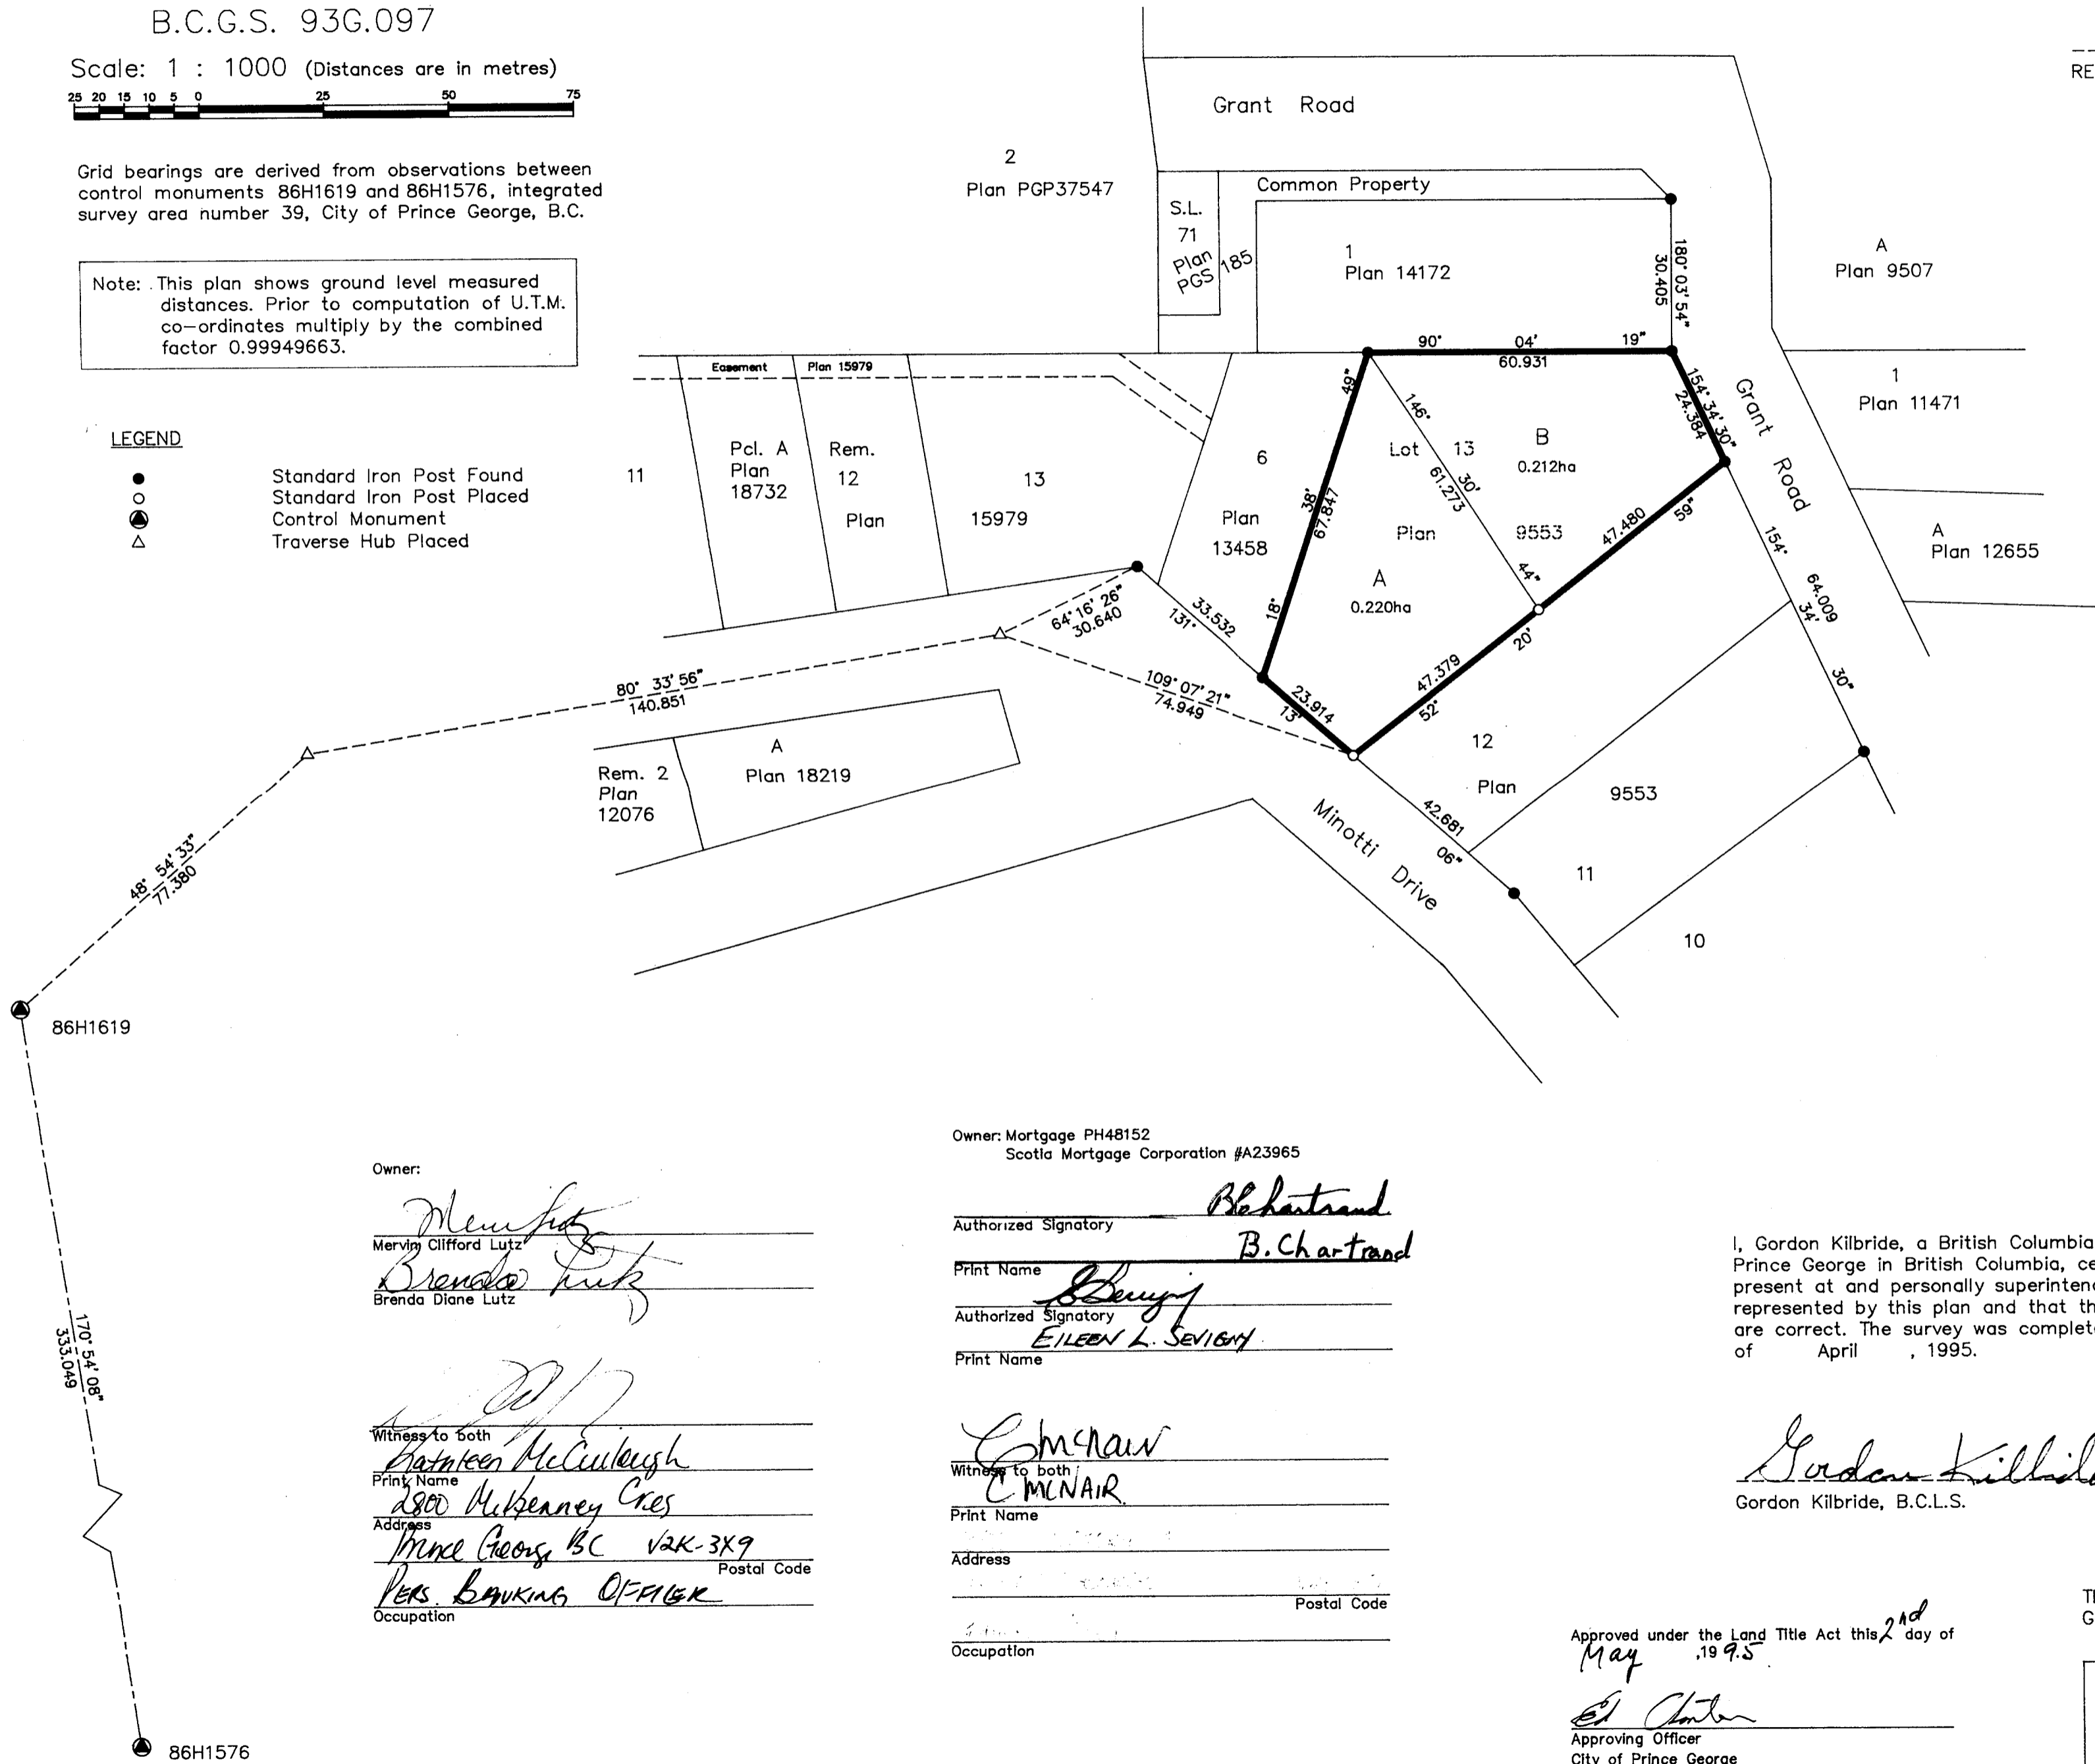 B.C.G.S. 93G.097
Scale: 1 : 1000 (Distances are in metres)
25 20 15 10 5 0 25 50 75
Grid bearings are derived from observations between
control monuments 86H1619 and 86H1576, integrated
survey area number 39, City of Prince George, B.C.
Note: This plan shows ground level measured
distances. Prior to computation of U.T.M.
co-ordinates multiply by the combined
factor 0.99949663.
LEGEND
Standard Iron Post Found
Standard Iron Post Placed
Control Monument
Traverse Hub Placed
RE
Grant Road
2
Plan PGP37547
Common Property
S.L.
71
Plan
PGS 185
1
Plan 14172
180° 03' 54"
30.405
A
Plan 9507
90° 04' 19"
60.931
Easement Plan 15979
154° 34' 30"
24.384
Grant Road
1
Plan 11471
11
Pcl. A
Plan
18732
Rem.
12
Plan
13
15979
6
Plan
13458
18° 38' 49"
67.847
146° 30' 44"
61.273
Lot 13
Plan 9553
B
0.212ha
A
0.220ha
47.480
52° 20' 59"
47.379
A
Plan 12655
154° 34' 30"
64.009
64° 16' 26"
30.640
33.532
131° 13' 06"
23.914
42.681
80° 33' 56"
140.851
109° 07' 21"
74.949
A
Plan 18219
Rem. 2
Plan
12076
12
Plan
9553
11
10
Minotti Drive
48° 54' 33"
77.380
86H1619
170° 54' 08"
333.049
86H1576
Owner:
Mervin Clifford Lutz
Brenda Lutz
Brenda Diane Lutz
Witness to both
Kathleen McCullough
Print Name
2800 McKenney Cres
Address
Prince George BC V2K-3X9
Postal Code
PERS. BANKING OFFICER
Occupation
Owner: Mortgage PH48152
Scotia Mortgage Corporation #A23965
B Chartrand
Authorized Signatory
B. Chartrand
Print Name
Authorized Signatory
EILEEN L. SEVIGNY
Print Name
C McNair
Witness to both
C MCNAIR
Print Name
Address
Postal Code
Occupation
I, Gordon Kilbride, a British Columbia
Prince George in British Columbia, ce
present at and personally superintend
represented by this plan and that th
are correct. The survey was complet
of April , 1995.
Gordon Kilbride
Gordon Kilbride, B.C.L.S.
Approved under the Land Title Act this 2nd day of
May ,1995.
Approving Officer
City of Prince George